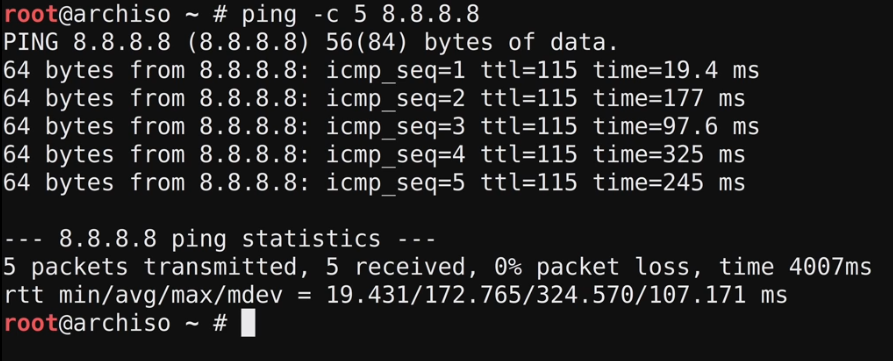 root@archiso ~ # ping -c 5 8.8.8.8
PING 8.8.8.8 (8.8.8.8) 56(84) bytes of data.
64 bytes from 8.8.8.8: icmp_seq=1 ttl=115 time=19.4 ms
64 bytes from 8.8.8.8: icmp_seq=2 ttl=115 time=177 ms
64 bytes from 8.8.8.8: icmp_seq=3 ttl=115 time=97.6 ms
64 bytes from 8.8.8.8: icmp_seq=4 ttl=115 time=325 ms
64 bytes from 8.8.8.8: icmp_seq=5 ttl=115 time=245 ms

--- 8.8.8.8 ping statistics ---
5 packets transmitted, 5 received, 0% packet loss, time 4007ms
rtt min/avg/max/mdev = 19.431/172.765/324.570/107.171 ms
root@archiso ~ #